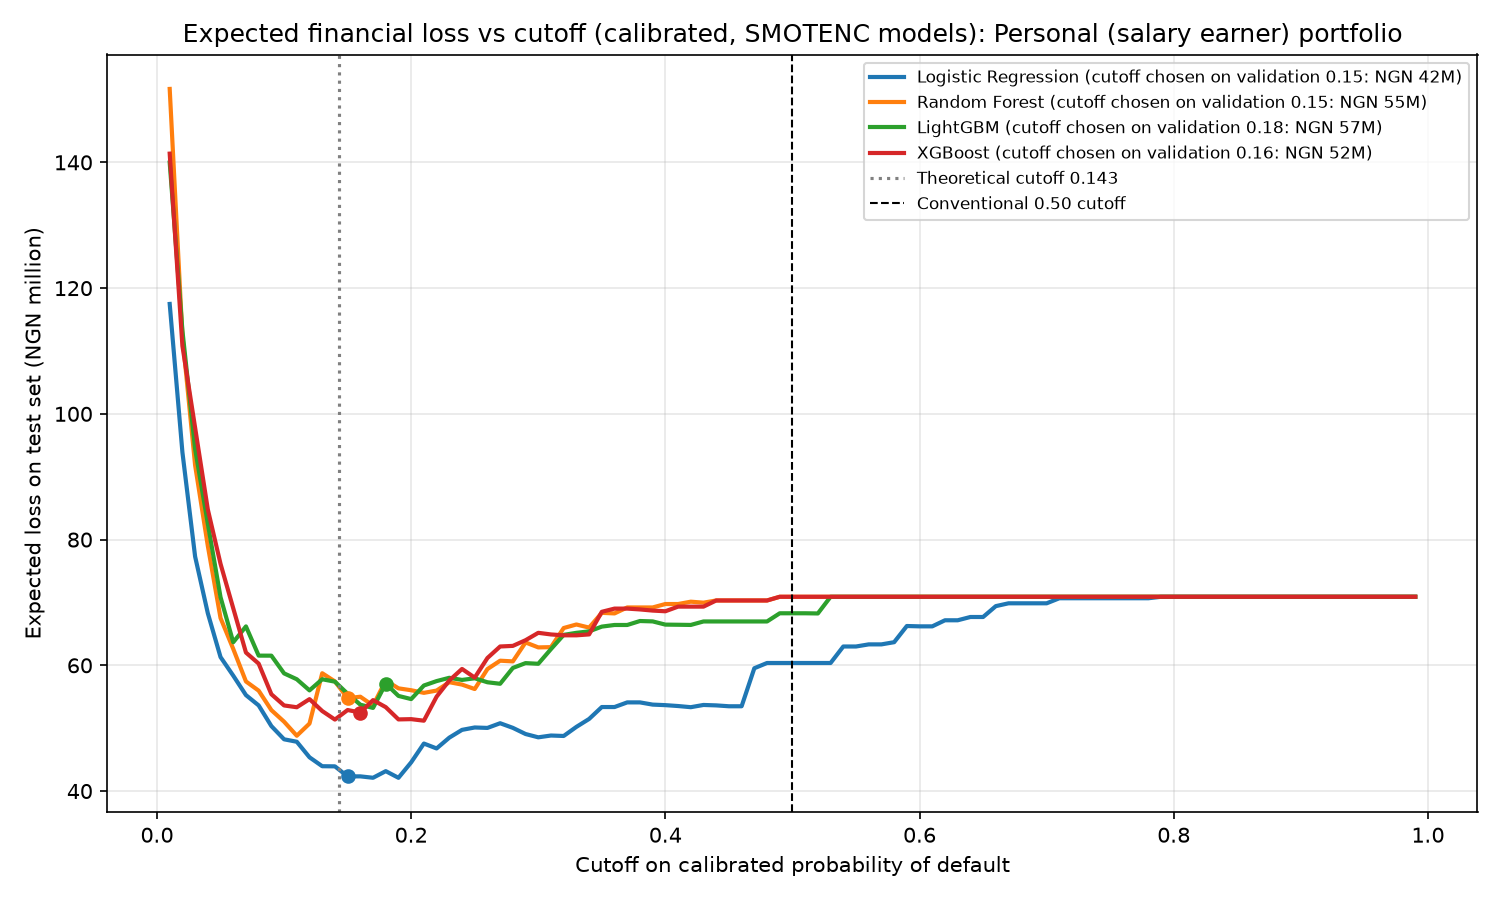 Expected financial loss vs cutoff (calibrated, SMOTENC models): Personal (salary earner) portfolio
Logistic Regression (cutoff chosen on validation 0.15: NGN 42M)
Random Forest (cutoff chosen on validation 0.15: NGN 55M)
LightGBM (cutoff chosen on validation 0.18: NGN 57M)
XGBoost (cutoff chosen on validation 0.16: NGN 52M)
Theoretical cutoff 0.143
Conventional 0.50 cutoff
Expected loss on test set (NGN million)
140
120
100
80
60
40
0.0 0.2 0.4 0.6 0.8 1.0
Cutoff on calibrated probability of default